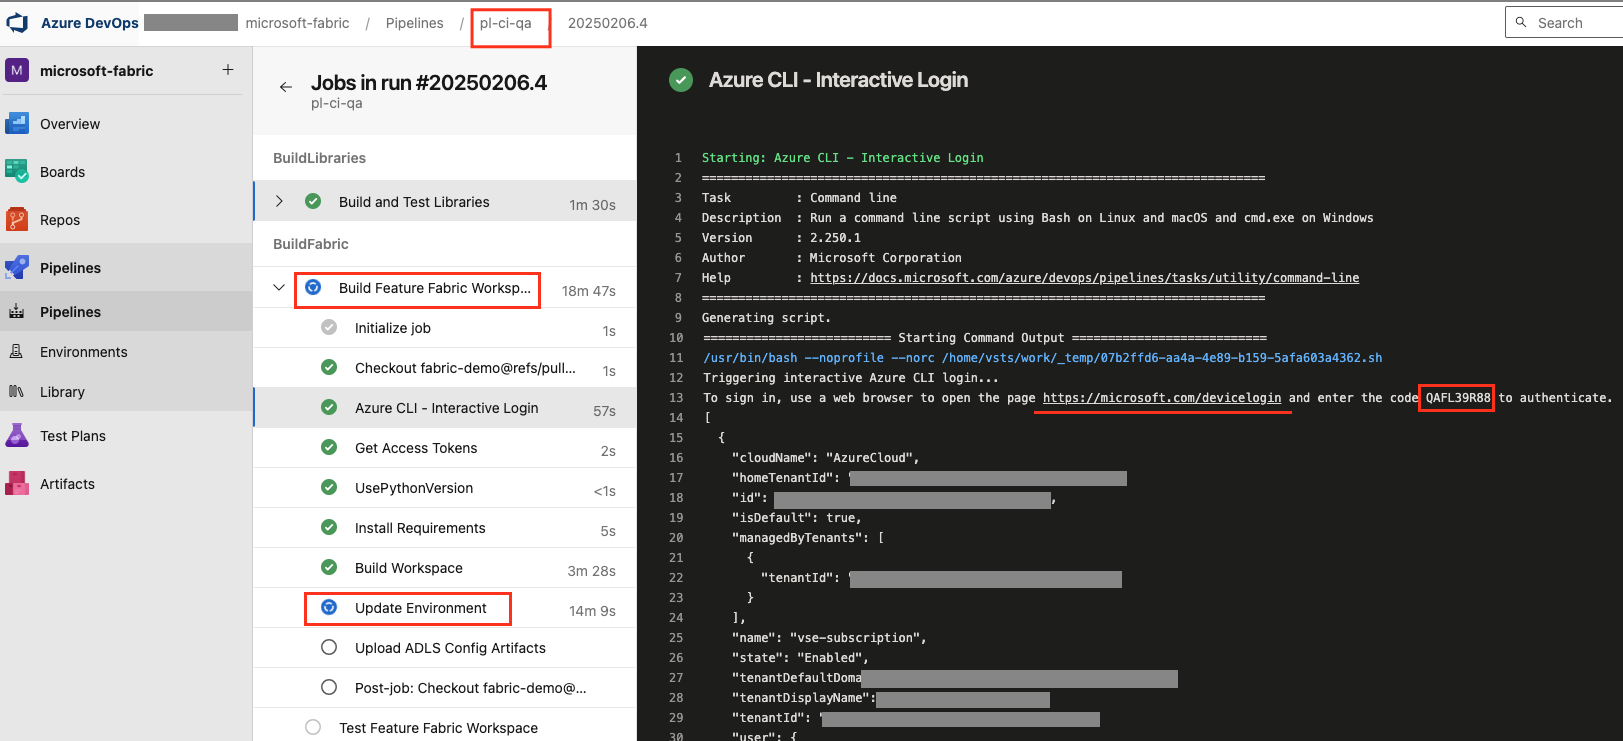 Azure DevOps microsoft-fabric / Pipelines / pl-ci-qa / 20250206.4
Search
M microsoft-fabric +
Overview
Boards
Repos
Pipelines
Pipelines
Environments
Library
Test Plans
Artifacts
Jobs in run #20250206.4
pl-ci-qa
BuildLibraries
Build and Test Libraries 1m 30s
BuildFabric
Build Feature Fabric Worksp... 18m 47s
Initialize job 1s
Checkout fabric-demo@refs/pull... 1s
Azure CLI - Interactive Login 57s
Get Access Tokens 2s
UsePythonVersion <1s
Install Requirements 5s
Build Workspace 3m 28s
Update Environment 14m 9s
Upload ADLS Config Artifacts
Post-job: Checkout fabric-demo@...
Test Feature Fabric Workspace
Azure CLI - Interactive Login
1 Starting: Azure CLI - Interactive Login
2 ==============================================================================
3 Task         : Command line
4 Description  : Run a command line script using Bash on Linux and macOS and cmd.exe on Windows
5 Version      : 2.250.1
6 Author       : Microsoft Corporation
7 Help         : https://docs.microsoft.com/azure/devops/pipelines/tasks/utility/command-line
8 ==============================================================================
9 Generating script.
10 ========================== Starting Command Output ===========================
11 /usr/bin/bash --noprofile --norc /home/vsts/work/_temp/07b2ffd6-aa4a-4e89-b159-5afa603a4362.sh
12 Triggering interactive Azure CLI login...
13 To sign in, use a web browser to open the page https://microsoft.com/devicelogin and enter the code QAFL39R88 to authenticate.
14 [
15   {
16     "cloudName": "AzureCloud",
17     "homeTenantId": "
18     "id": ,
19     "isDefault": true,
20     "managedByTenants": [
21       {
22         "tenantId": "
23       }
24     ],
25     "name": "vse-subscription",
26     "state": "Enabled",
27     "tenantDefaultDoma
28     "tenantDisplayName":
29     "tenantId": "
30     "user": {